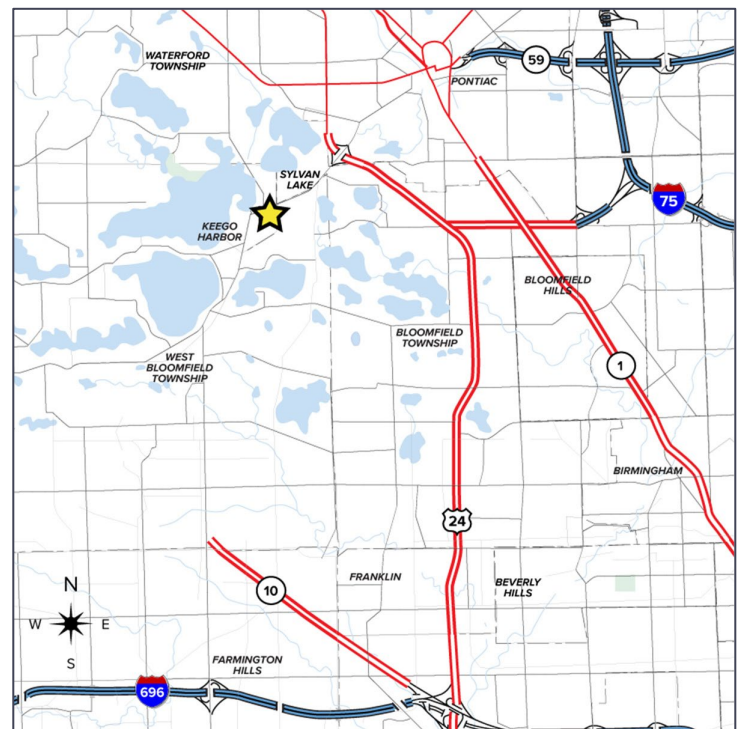 WATERFORD
TOWNSHIP
59
PONTIAC
SYLVAN
LAKE
75
KEEGO
HARBOR
BLOOMFIELD
HILLS
BLOOMFIELD
TOWNSHIP
WEST
BLOOMFIELD
TOWNSHIP
1
BIRMINGHAM
24
N
W E
S
10
FRANKLIN
BEVERLY
HILLS
FARMINGTON
HILLS
696